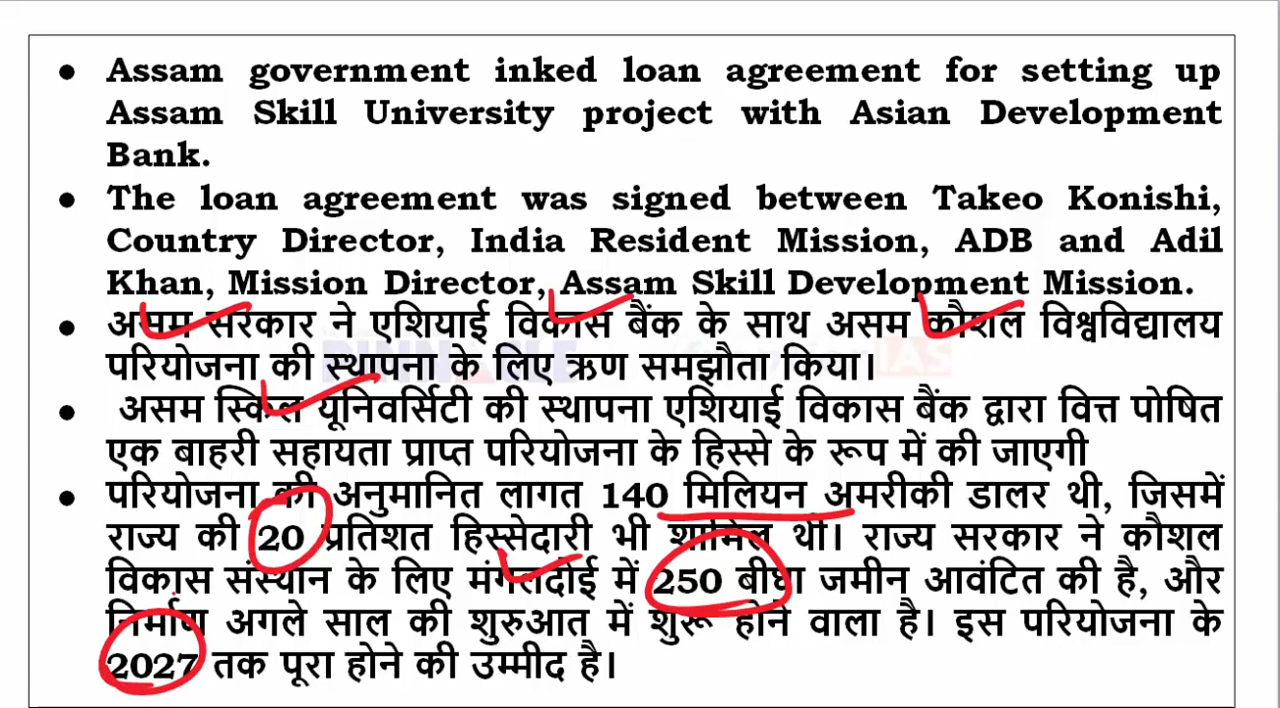 • Assam government inked loan agreement for setting up
Assam Skill University project with Asian Development
Bank.
• The loan agreement was signed between Takeo Konishi,
Country Director, India Resident Mission, ADB and Adil
Khan, Mission Director, Assam Skill Development Mission.
• असम सरकार ने एशियाई विकास बैंक के साथ असम कौशल विश्वविद्यालय
परियोजना की स्थापना के लिए ऋण समझौता किया।
• असम स्किल यूनिवर्सिटी की स्थापना एशियाई विकास बैंक द्वारा वित्त पोषित
एक बाहरी सहायता प्राप्त परियोजना के हिस्से के रूप में की जाएगी
• परियोजना की अनुमानित लागत 140 मिलियन अमरीकी डालर थी, जिसमें
राज्य की 20 प्रतिशत हिस्सेदारी भी शामिल थी। राज्य सरकार ने कौशल
विकास संस्थान के लिए मंगलदोई में 250 बीघा जमीन आवंटित की है, और
निर्माण अगले साल की शुरुआत में शुरू होने वाला है। इस परियोजना के
2027 तक पूरा होने की उम्मीद है।